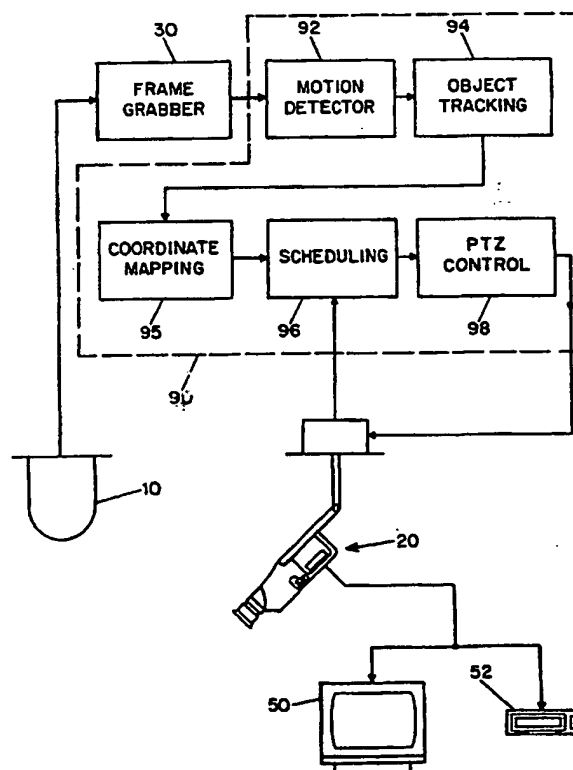 30
FRAME
GRABBER
92
MOTION
DETECTOR
94
OBJECT
TRACKING
COORDINATE
MAPPING
95
SCHEDULING
96
PTZ
CONTROL
98
90
10
20
50
52